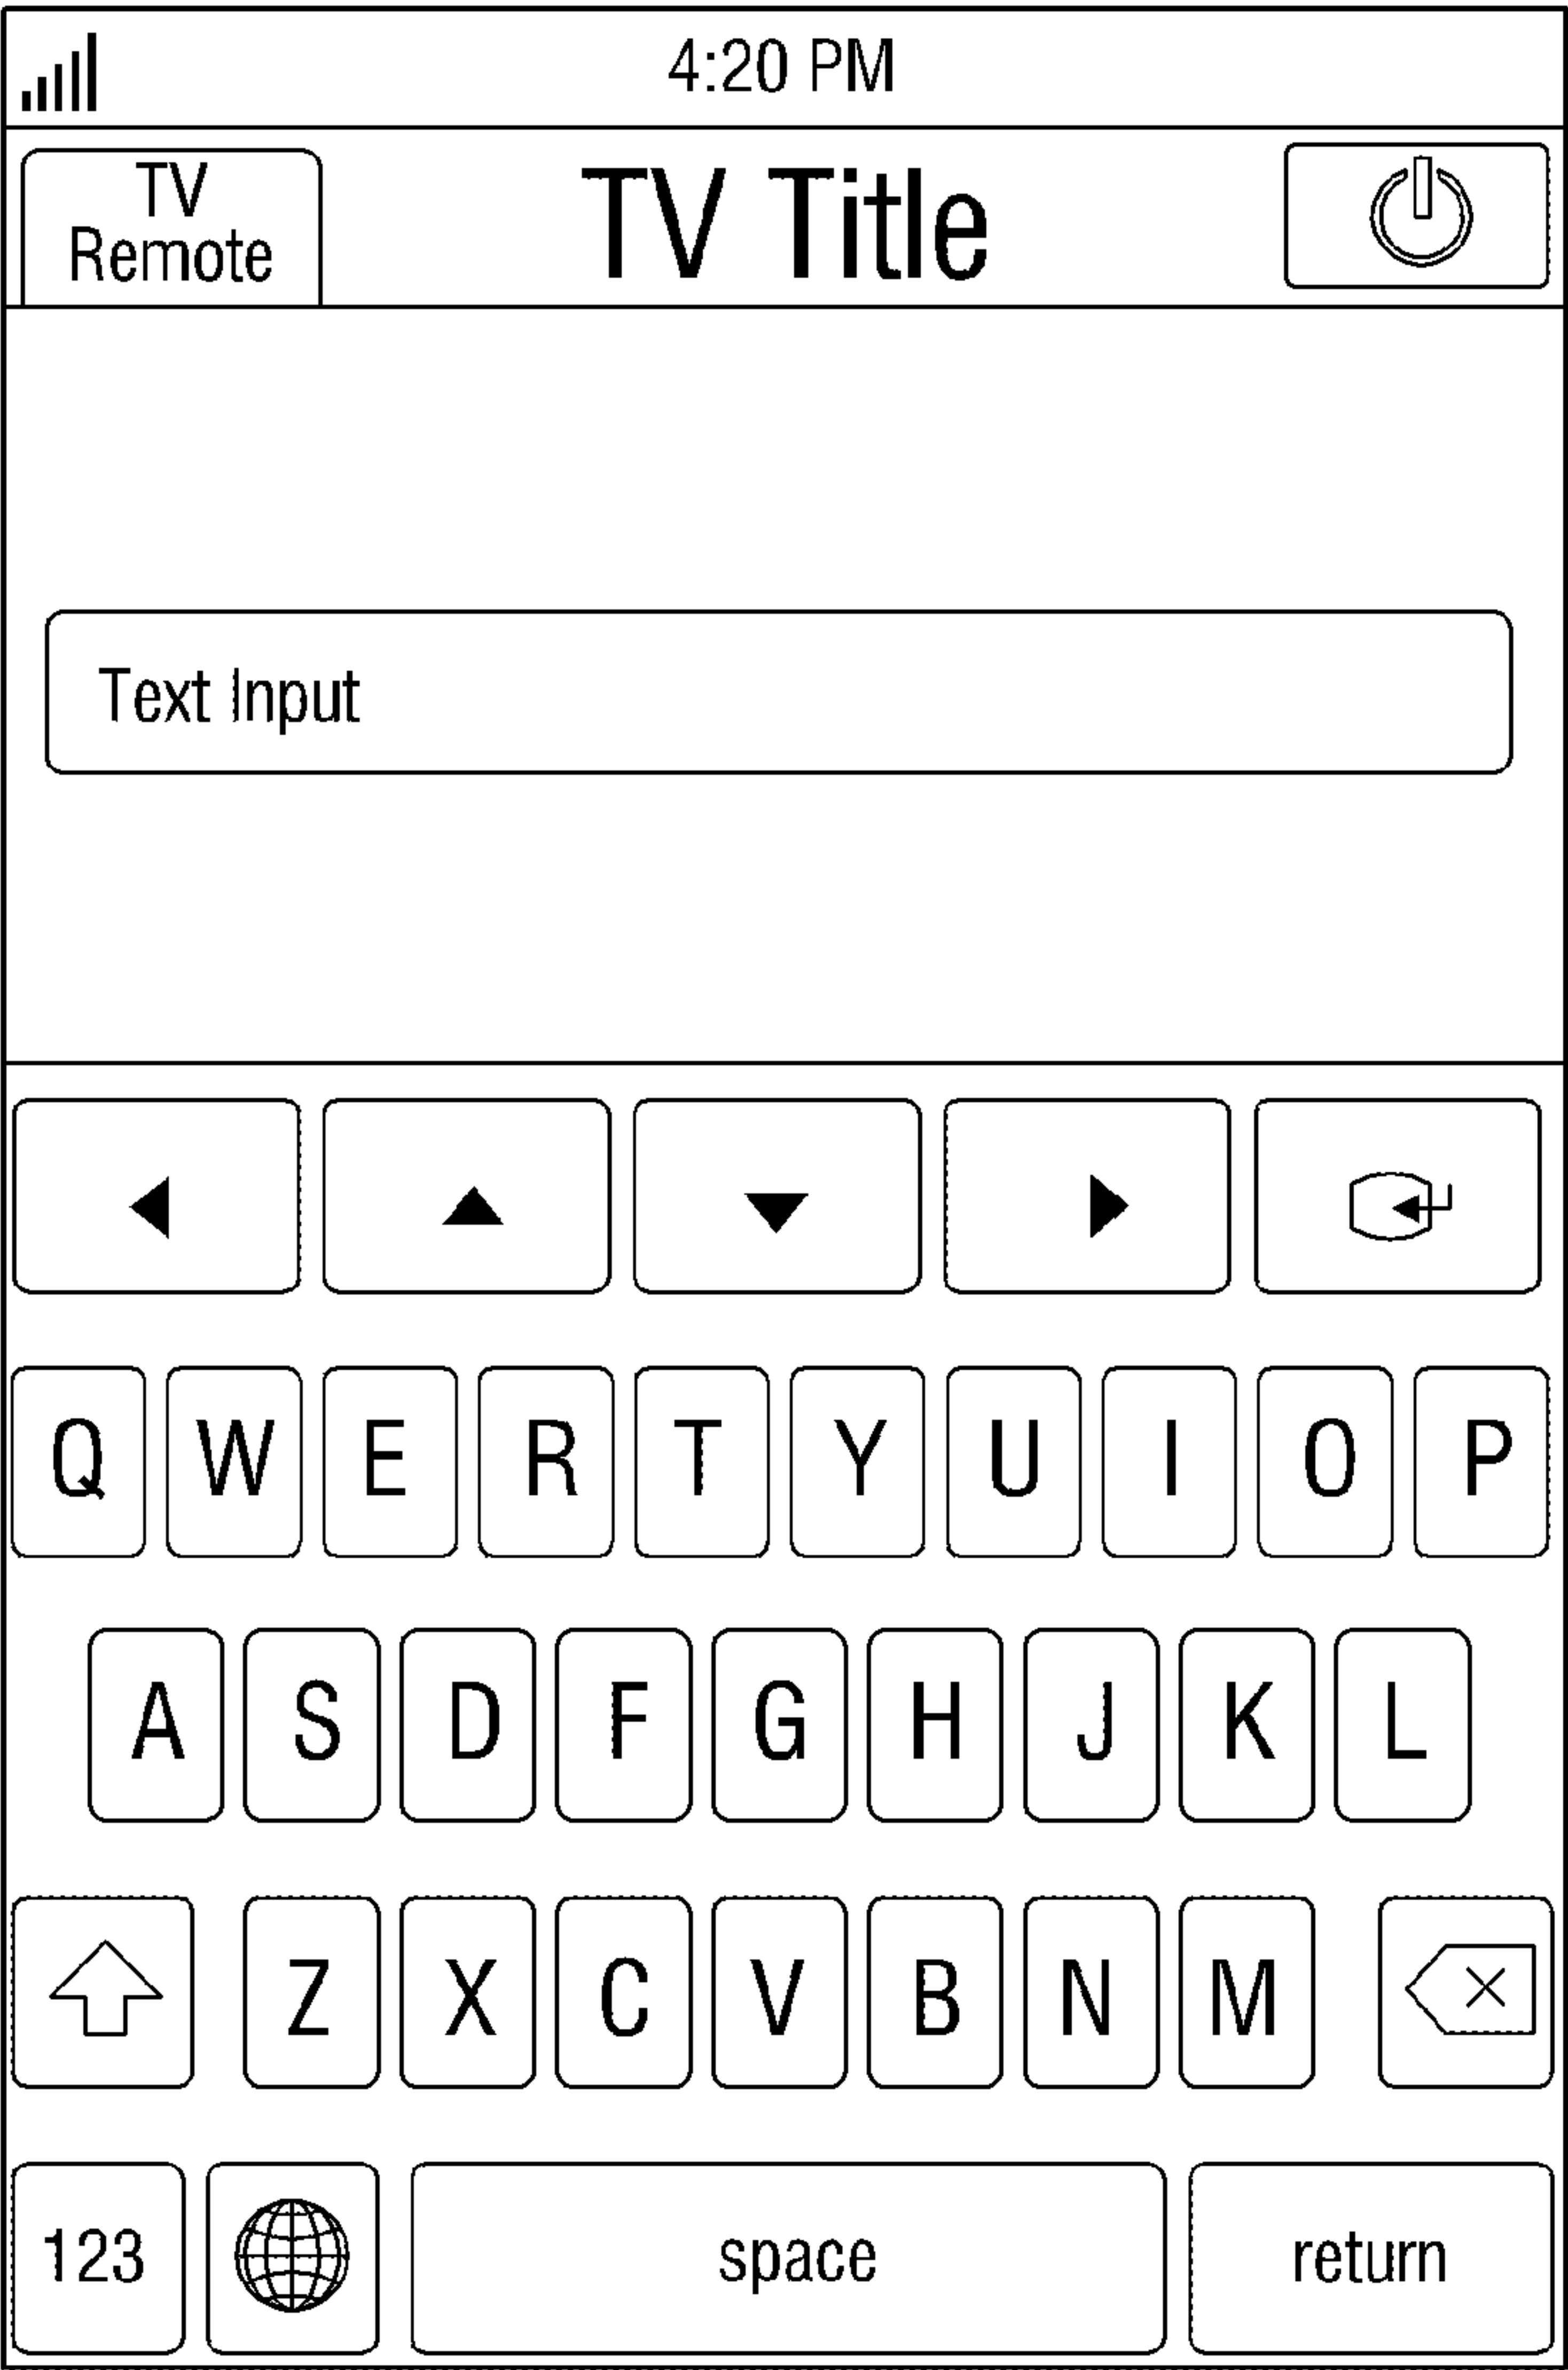 4:20 PM
TV
Remote
TV Title
Text Input
Q W E R T Y U I O P
A S D F G H J K L
Z X C V B N M
123 space return